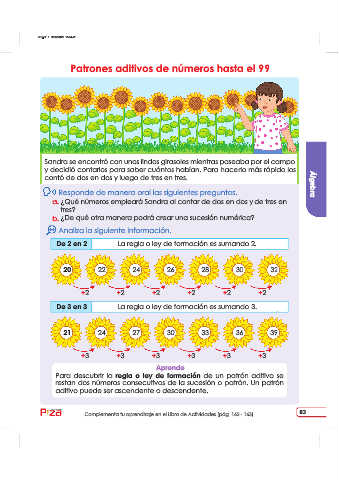 Patrones aditivos de números hasta el 99
Sandra se encontró con unos lindos girasoles mientras paseaba por el campo
y decidió contarlos para saber cuántos habían. Para hacerlo más rápido los
contó de dos en dos y luego de tres en tres.
Responde de manera oral las siguientes preguntas.
a. ¿Qué números empleará Sandra al contar de dos en dos y de tres en
tres?
b. ¿De qué otra manera podrá crear una sucesión numérica?
Analiza la siguiente información.
De 2 en 2 La regla o ley de formación es sumando 2.
20 22 24 26 28 30 32
+2 +2 +2 +2 +2 +2
De 3 en 3 La regla o ley de formación es sumando 3.
21 24 27 30 33 36 39
+3 +3 +3 +3 +3 +3
Aprendo
Para descubrir la regla o ley de formación de un patrón aditivo se
restan dos números consecutivos de la sucesión o patrón. Un patrón
aditivo puede ser ascendente o descendente.
Complementa tu aprendizaje en el Libro de Actividades (pág. 162 - 163)
83
Álgebra